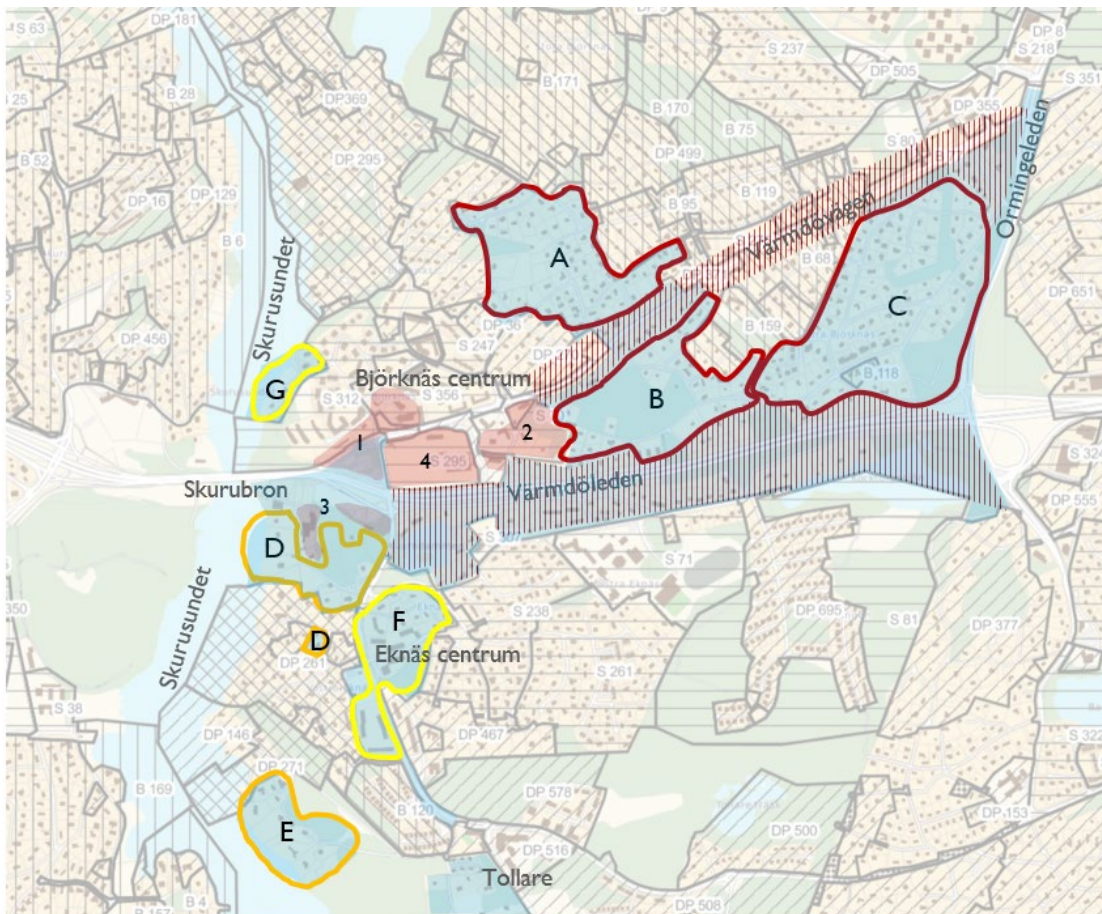 DP 181
S 63
DP 8
S 218
S 237
DP 505
S 351
B 171
B 25
B 28
DP369
B 170
DP 355
B 75
S 80
Ormingeleden
B 52
DP 295
DP 499
DP 16
DP 129
B 119
B 95
Värmdövägen
B 6
A
B 68
DP 651
Skurusundet
C
DP 36
DP 456
S 247
B 159
Björknäs centrum
B 118
G
S 312
S 356
B
1
2
4
S 295
S 324
Skurubron
Värmdöleden
3
DP 555
D
S 71
350
F
S 238
DP 695
S 81
DP 377
Skurusundet
D
Eknäs centrum
DP 261
S 261
S 38
DP 146
DP 467
S 322
DP 271
B 169
DP 578
DP 153
B 120
DP 500
E
DP 516
Tollare
B 4
B 157
DP 508